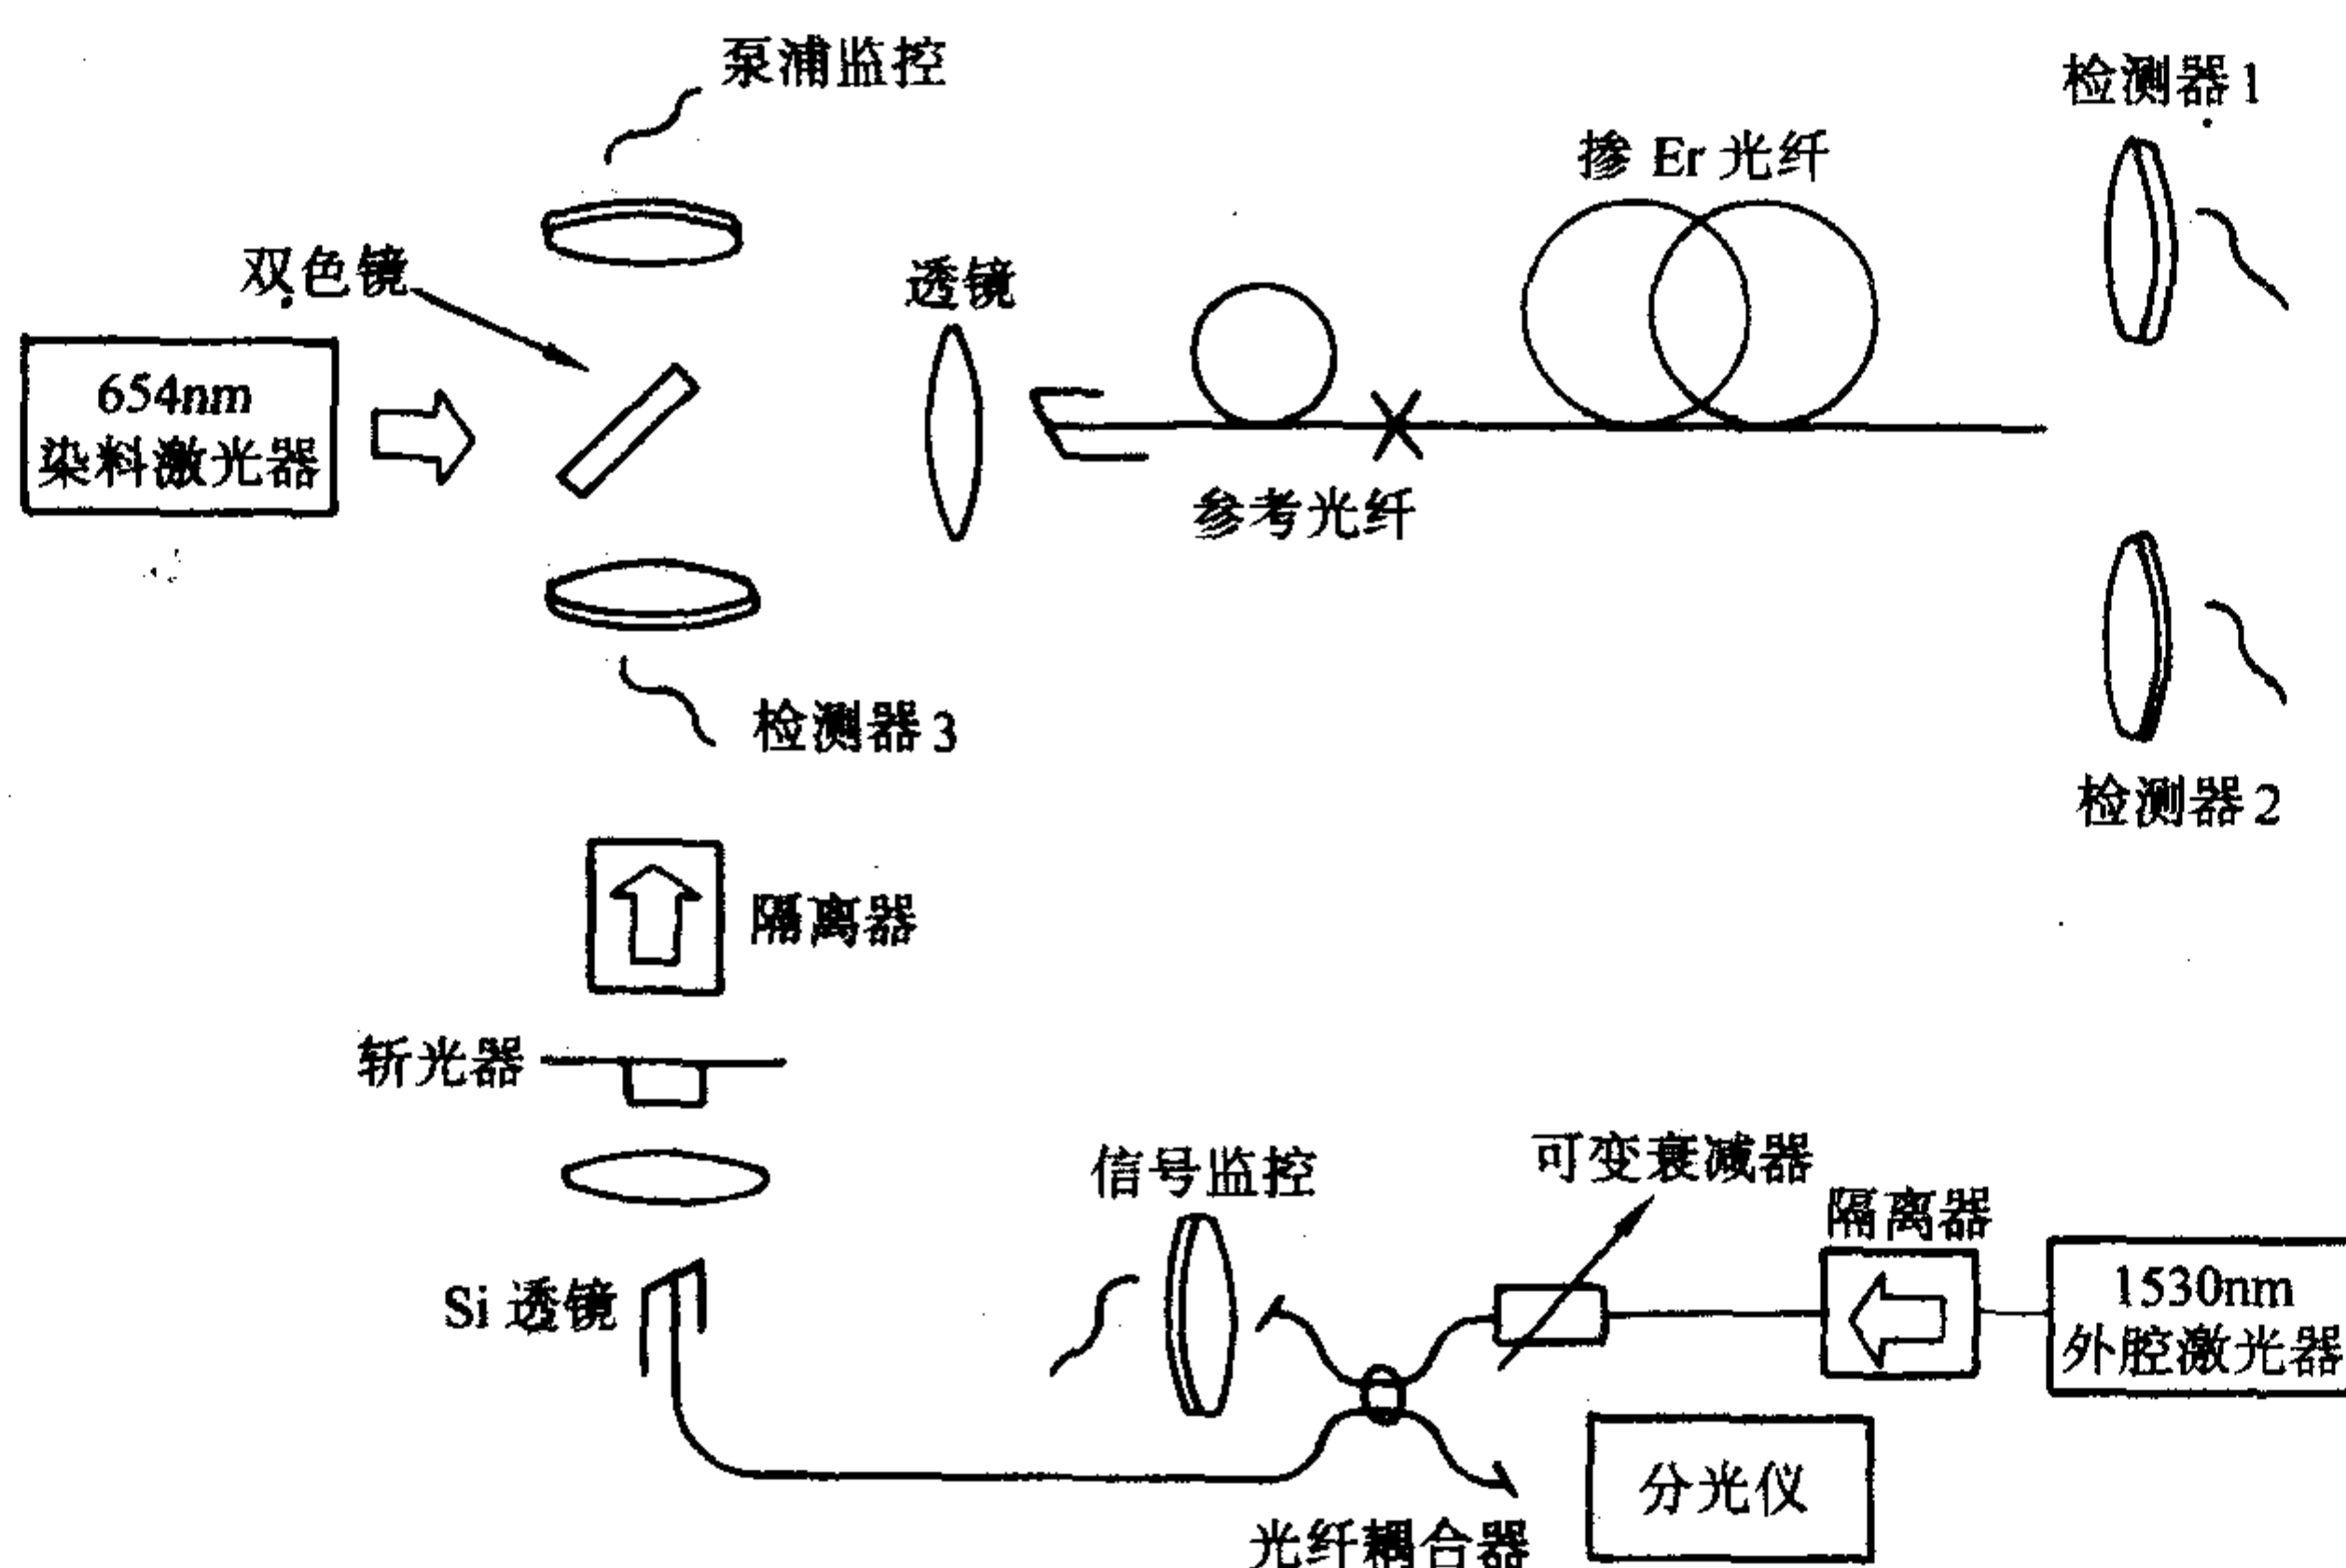 泵浦监控
检测器1
掺 Er 光纤
双色镜
透镜
654nm
染料激光器
参考光纤
检测器3
检测器2
隔离器
斩光器
信号监控
可变衰减器
隔离器
Si 透镜
1530nm
外腔激光器
分光仪
光纤耦合器